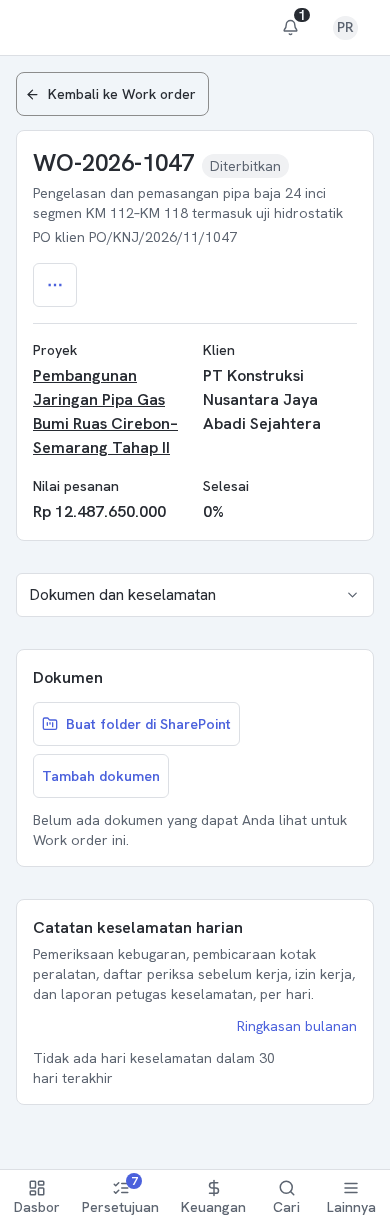 1
PR
Kembali ke Work order
WO-2026-1047 Diterbitkan
Pengelasan dan pemasangan pipa baja 24 inci
segmen KM 112–KM 118 termasuk uji hidrostatik
PO klien PO/KNJ/2026/11/1047
Proyek
Pembangunan
Jaringan Pipa Gas
Bumi Ruas Cirebon–
Semarang Tahap II
Klien
PT Konstruksi
Nusantara Jaya
Abadi Sejahtera
Nilai pesanan
Rp 12.487.650.000
Selesai
0%
Dokumen dan keselamatan
Dokumen
Buat folder di SharePoint
Tambah dokumen
Belum ada dokumen yang dapat Anda lihat untuk
Work order ini.
Catatan keselamatan harian
Pemeriksaan kebugaran, pembicaraan kotak
peralatan, daftar periksa sebelum kerja, izin kerja,
dan laporan petugas keselamatan, per hari.
Ringkasan bulanan
Tidak ada hari keselamatan dalam 30
hari terakhir
7
Dasbor
Persetujuan
Keuangan
Cari
Lainnya